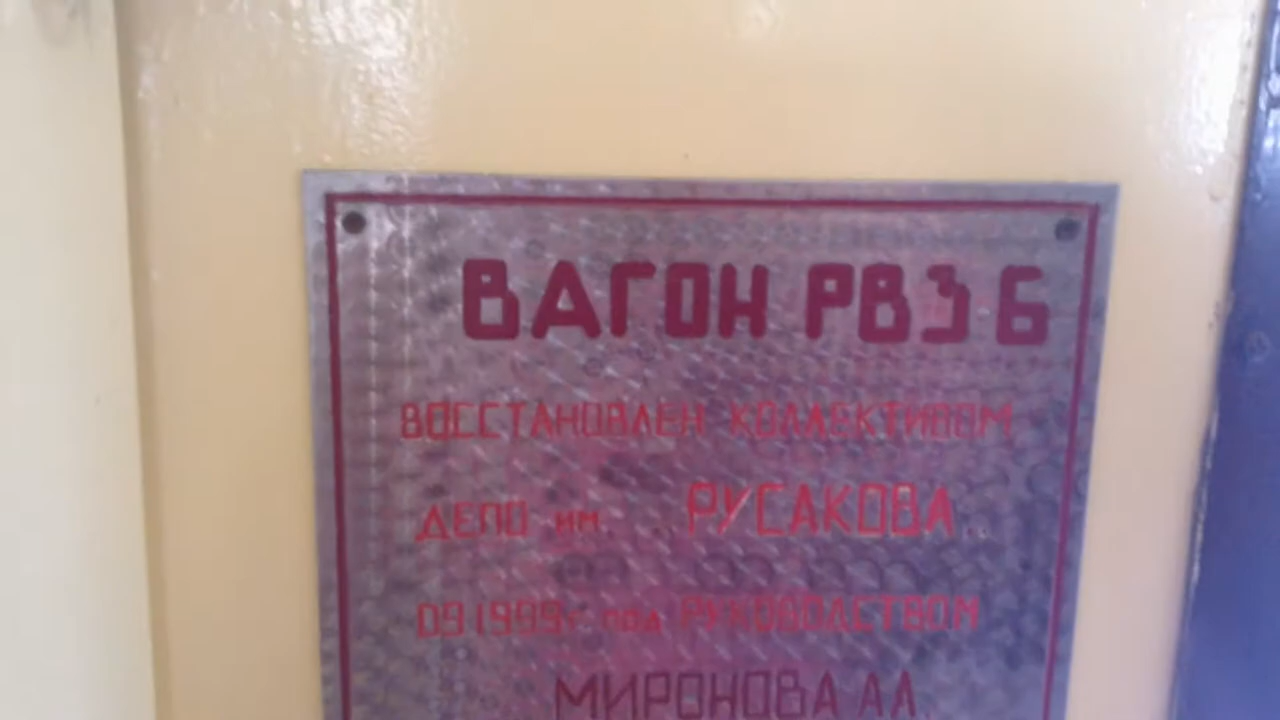 ВАГОН РВЗ 6
ВОССТАНОВЛЕН КОЛЛЕКТИВОМ
ДЕПО им. „РУСАКОВА„
09 1999г под РУКОВОДСТВОМ
МИРОНОВА А.Л.